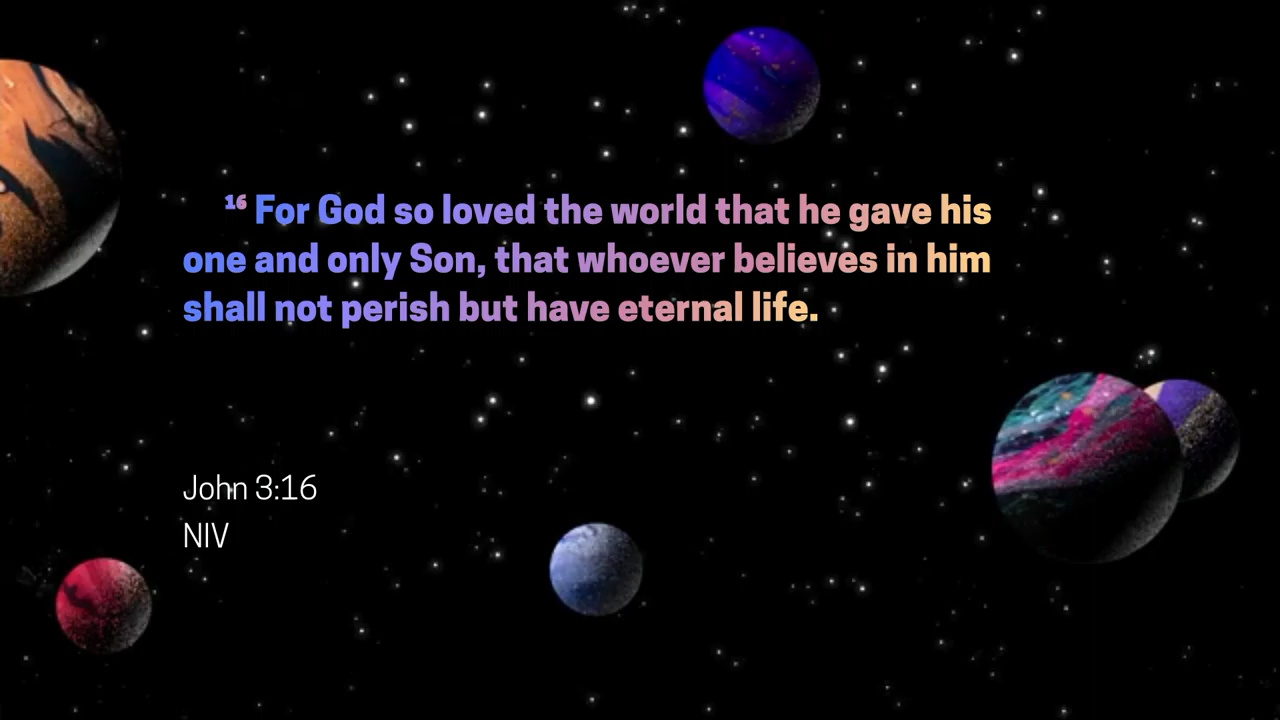 ¹⁶ For God so loved the world that he gave his
one and only Son, that whoever believes in him
shall not perish but have eternal life.
John 3:16
NIV